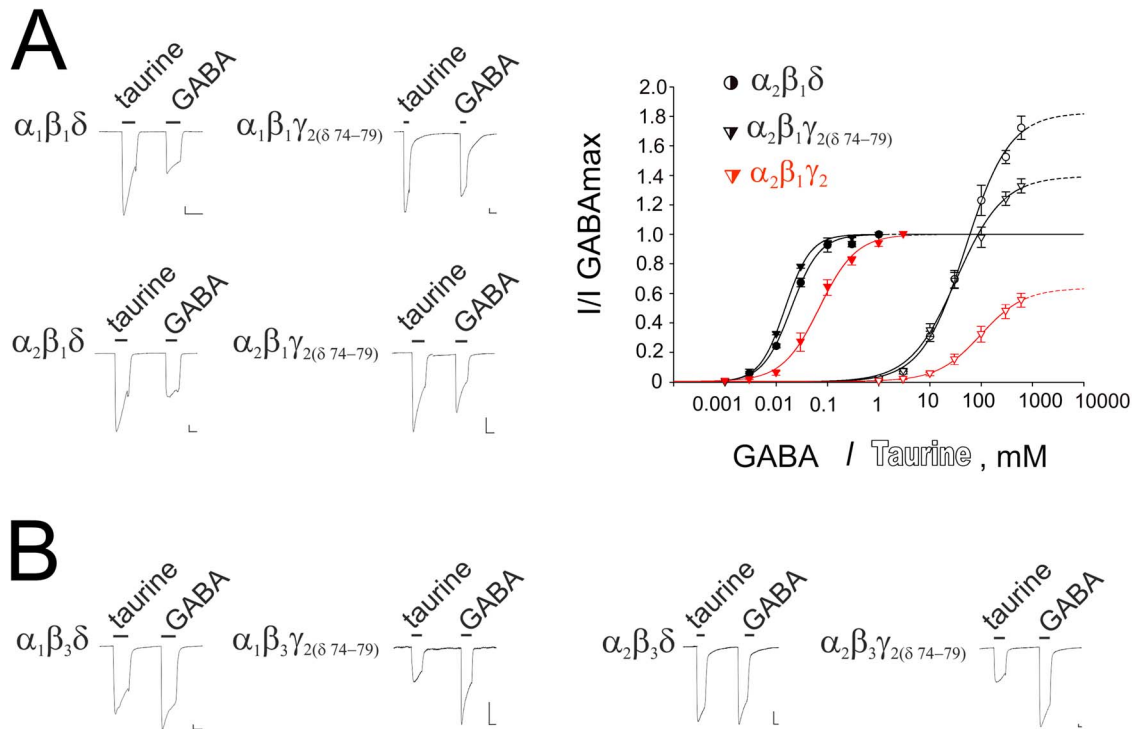 A
taurine GABA
α1β1δ
taurine GABA
α1β1γ2(δ 74–79)
taurine GABA
α2β1δ
taurine GABA
α2β1γ2(δ 74–79)
α2β1δ
α2β1γ2(δ 74–79)
α2β1γ2
I/I GABAmax
2.0
1.8
1.6
1.4
1.2
1.0
0.8
0.6
0.4
0.2
0
0.001 0.01 0.1 1 10 100 1000 10000
GABA / Taurine , mM
B
taurine GABA
α1β3δ
taurine GABA
α1β3γ2(δ 74–79)
taurine GABA
α2β3δ
taurine GABA
α2β3γ2(δ 74–79)